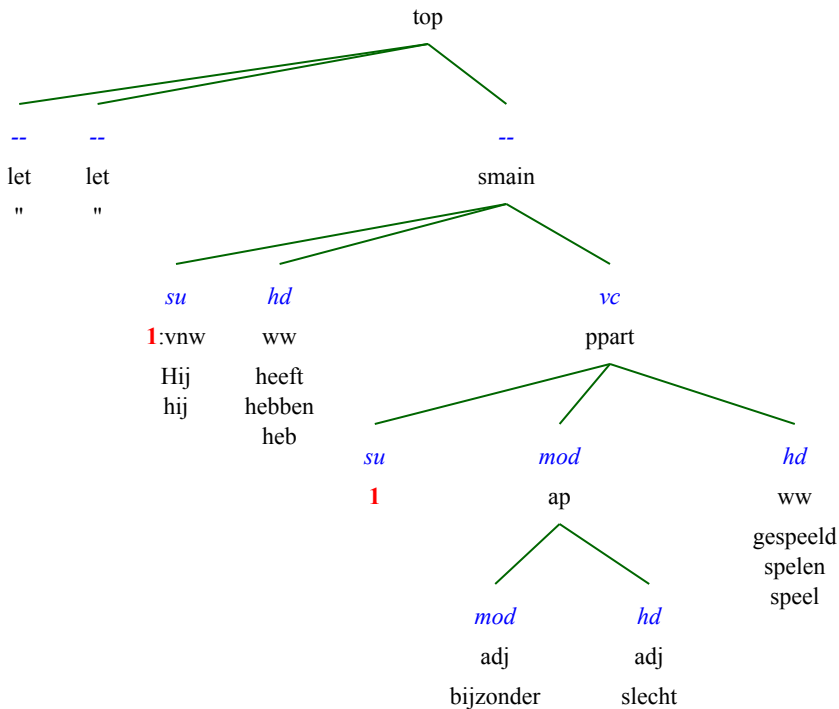 top
-- -- --
let let smain
" "
su hd vc
1:vnw ww ppart
Hij heeft
hij hebben
heb
su mod hd
1 ap ww
gespeeld
spelen
speel
mod hd
adj adj
bijzonder slecht